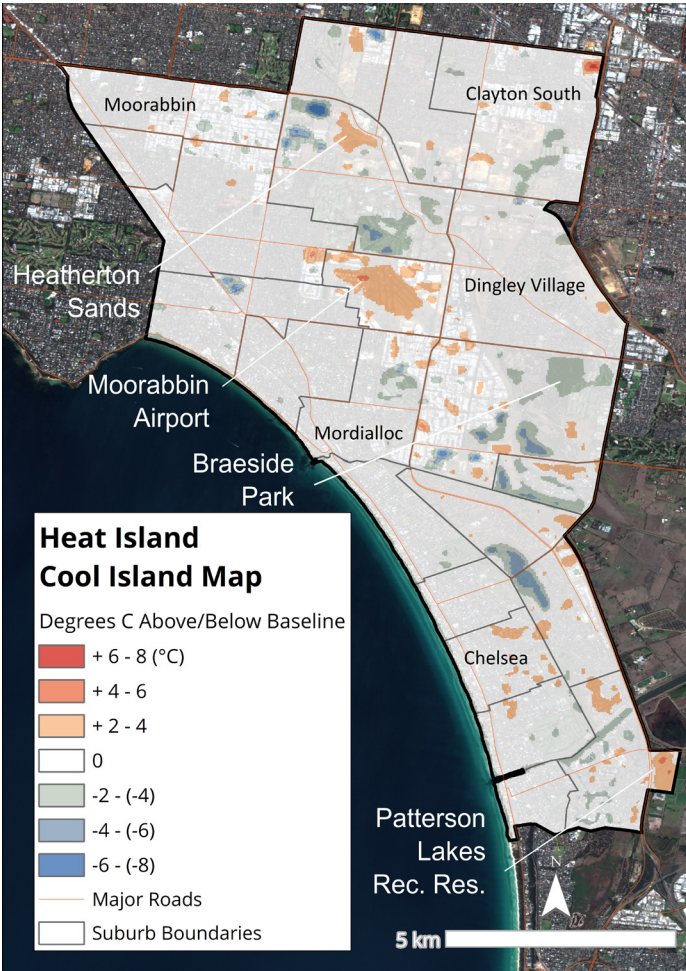 Moorabbin
Clayton South
Heatherton
Sands
Dingley Village
Moorabbin
Airport
Mordialloc
Braeside
Park
Heat Island
Cool Island Map
Degrees C Above/Below Baseline
+ 6 - 8 (°C)
+ 4 - 6
+ 2 - 4
0
-2 - (-4)
-4 - (-6)
-6 - (-8)
Major Roads
Suburb Boundaries
Chelsea
Patterson
Lakes
Rec. Res.
N
5 km